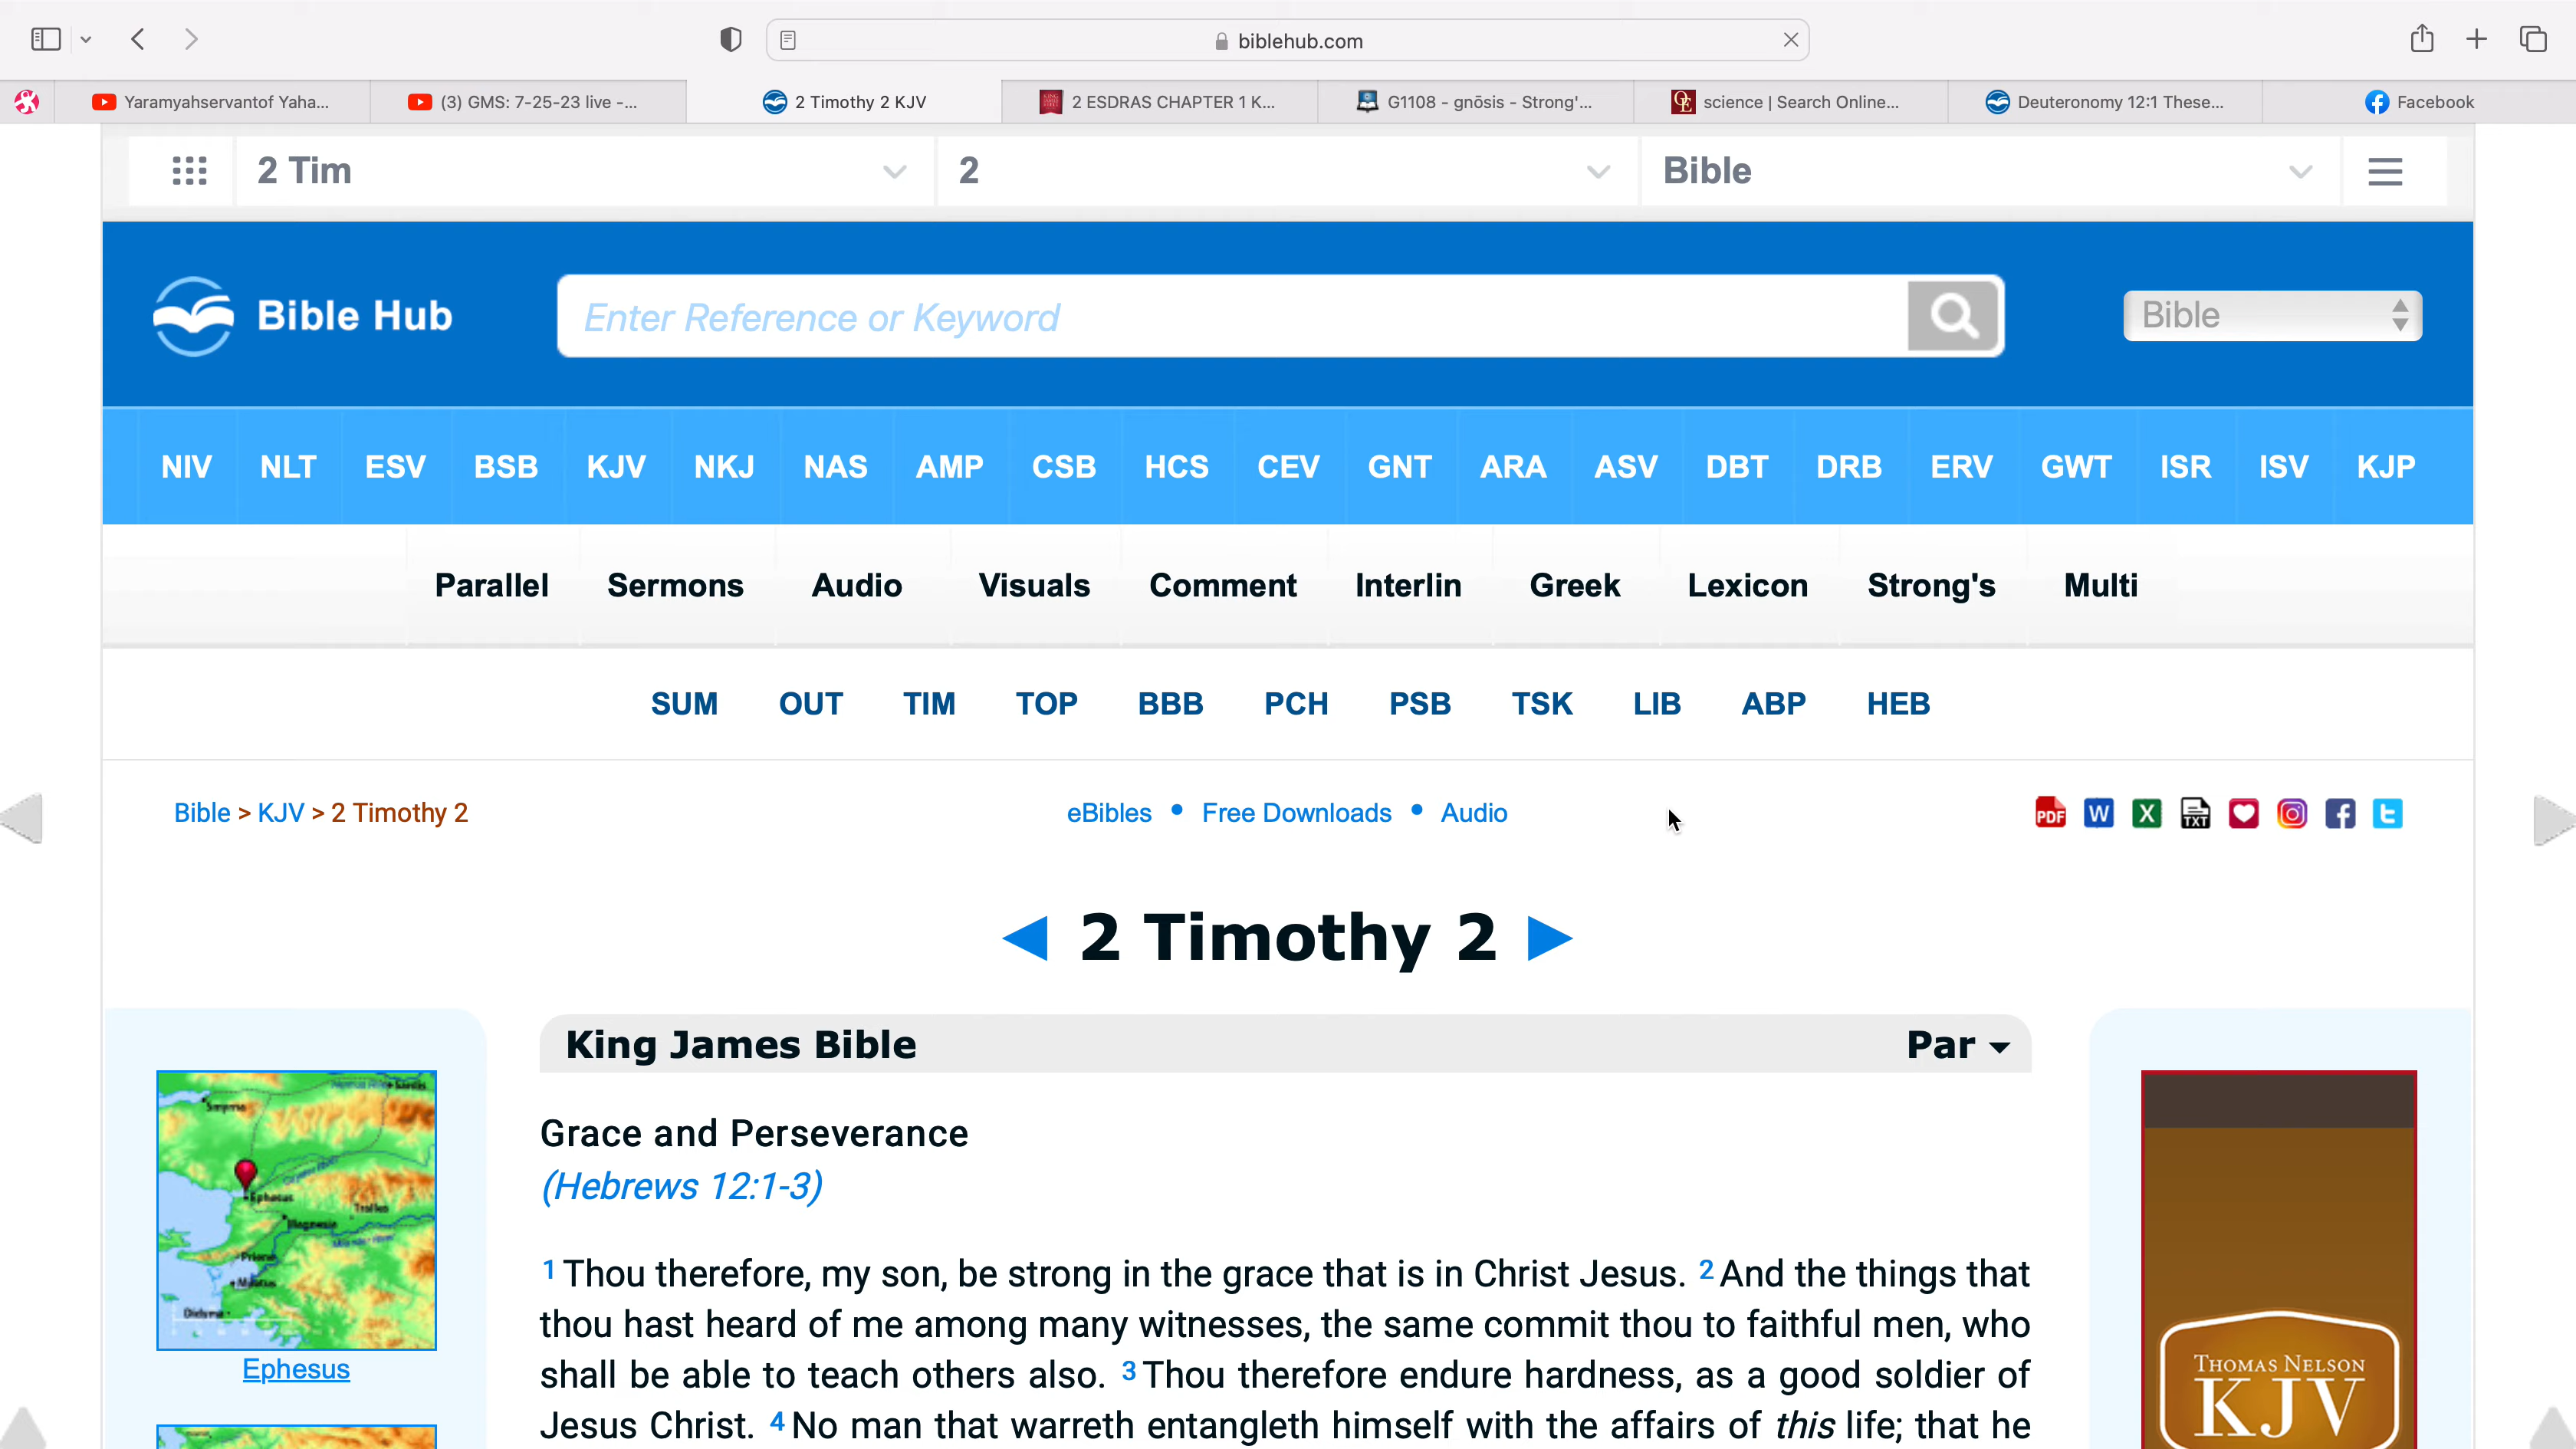 biblehub.com
Yaramyahservantof Yaha...
(3) GMS: 7-25-23 live -...
2 Timothy 2 KJV
2 ESDRAS CHAPTER 1 K...
G1108 - gnōsis - Strong'...
science | Search Online...
Deuteronomy 12:1 These...
Facebook
2 Tim
2
Bible
Bible Hub
Enter Reference or Keyword
Bible
NIV NLT ESV BSB KJV NKJ NAS AMP CSB HCS CEV GNT ARA ASV DBT DRB ERV GWT ISR ISV KJP
Parallel Sermons Audio Visuals Comment Interlin Greek Lexicon Strong's Multi
SUM OUT TIM TOP BBB PCH PSB TSK LIB ABP HEB
Bible > KJV > 2 Timothy 2
eBibles • Free Downloads • Audio
PDF W X TXT
◀ 2 Timothy 2 ▶
King James Bible
Par
Grace and Perseverance
(Hebrews 12:1-3)
1 Thou therefore, my son, be strong in the grace that is in Christ Jesus. 2 And the things that
thou hast heard of me among many witnesses, the same commit thou to faithful men, who
shall be able to teach others also. 3 Thou therefore endure hardness, as a good soldier of
Jesus Christ. 4 No man that warreth entangleth himself with the affairs of this life; that he
Smyrna
Ephesus
Magnesia
Tralles
Priene
Miletus
Didyma
Ephesus
THOMAS NELSON
KJV